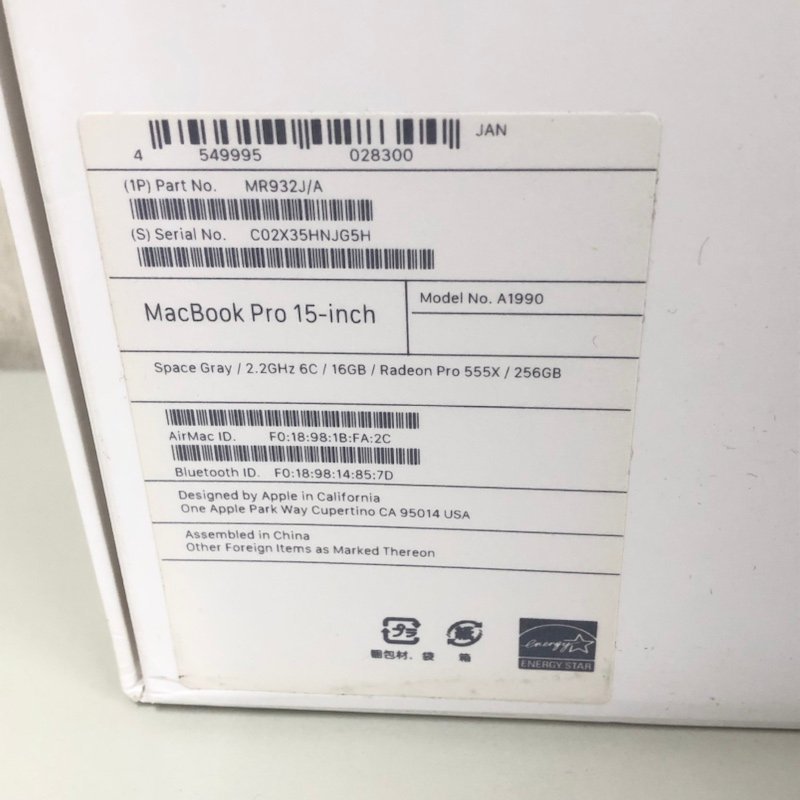 JAN
4 549995 028300
(1P) Part No. MR932J/A
(S) Serial No. C02X35HNJG5H
MacBook Pro 15-inch
Model No. A1990
Space Gray / 2.2GHz 6C / 16GB / Radeon Pro 555X / 256GB
AirMac ID. F0:18:98:1B:FA:2C
Bluetooth ID. F0:18:98:14:85:7D
Designed by Apple in California
One Apple Park Way Cupertino CA 95014 USA
Assembled in China
Other Foreign Items as Marked Thereon
プラ 紙
梱包材, 袋 箱
energy
ENERGY STAR